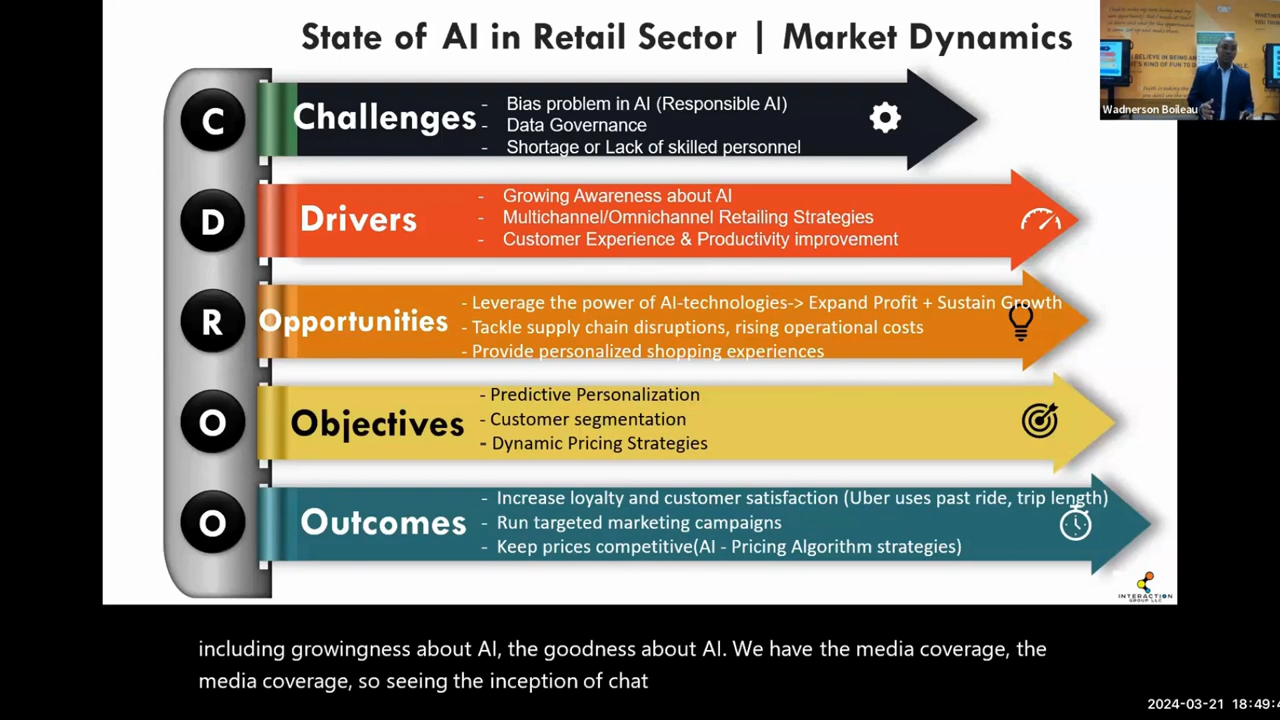 State of AI in Retail Sector | Market Dynamics
C
Challenges
- Bias problem in AI (Responsible AI)
- Data Governance
- Shortage or Lack of skilled personnel
D
Drivers
- Growing Awareness about AI
- Multichannel/Omnichannel Retailing Strategies
- Customer Experience & Productivity improvement
R
Opportunities
- Leverage the power of AI-technologies-> Expand Profit + Sustain Growth
- Tackle supply chain disruptions, rising operational costs
- Provide personalized shopping experiences
O
Objectives
- Predictive Personalization
- Customer segmentation
- Dynamic Pricing Strategies
O
Outcomes
- Increase loyalty and customer satisfaction (Uber uses past ride, trip length)
- Run targeted marketing campaigns
- Keep prices competitive(AI - Pricing Algorithm strategies)
INTERACTION
GROUP LLC
Wadnerson Boileau
including growingness about AI, the goodness about AI. We have the media coverage, the
media coverage, so seeing the inception of chat
2024-03-21 18:49:4